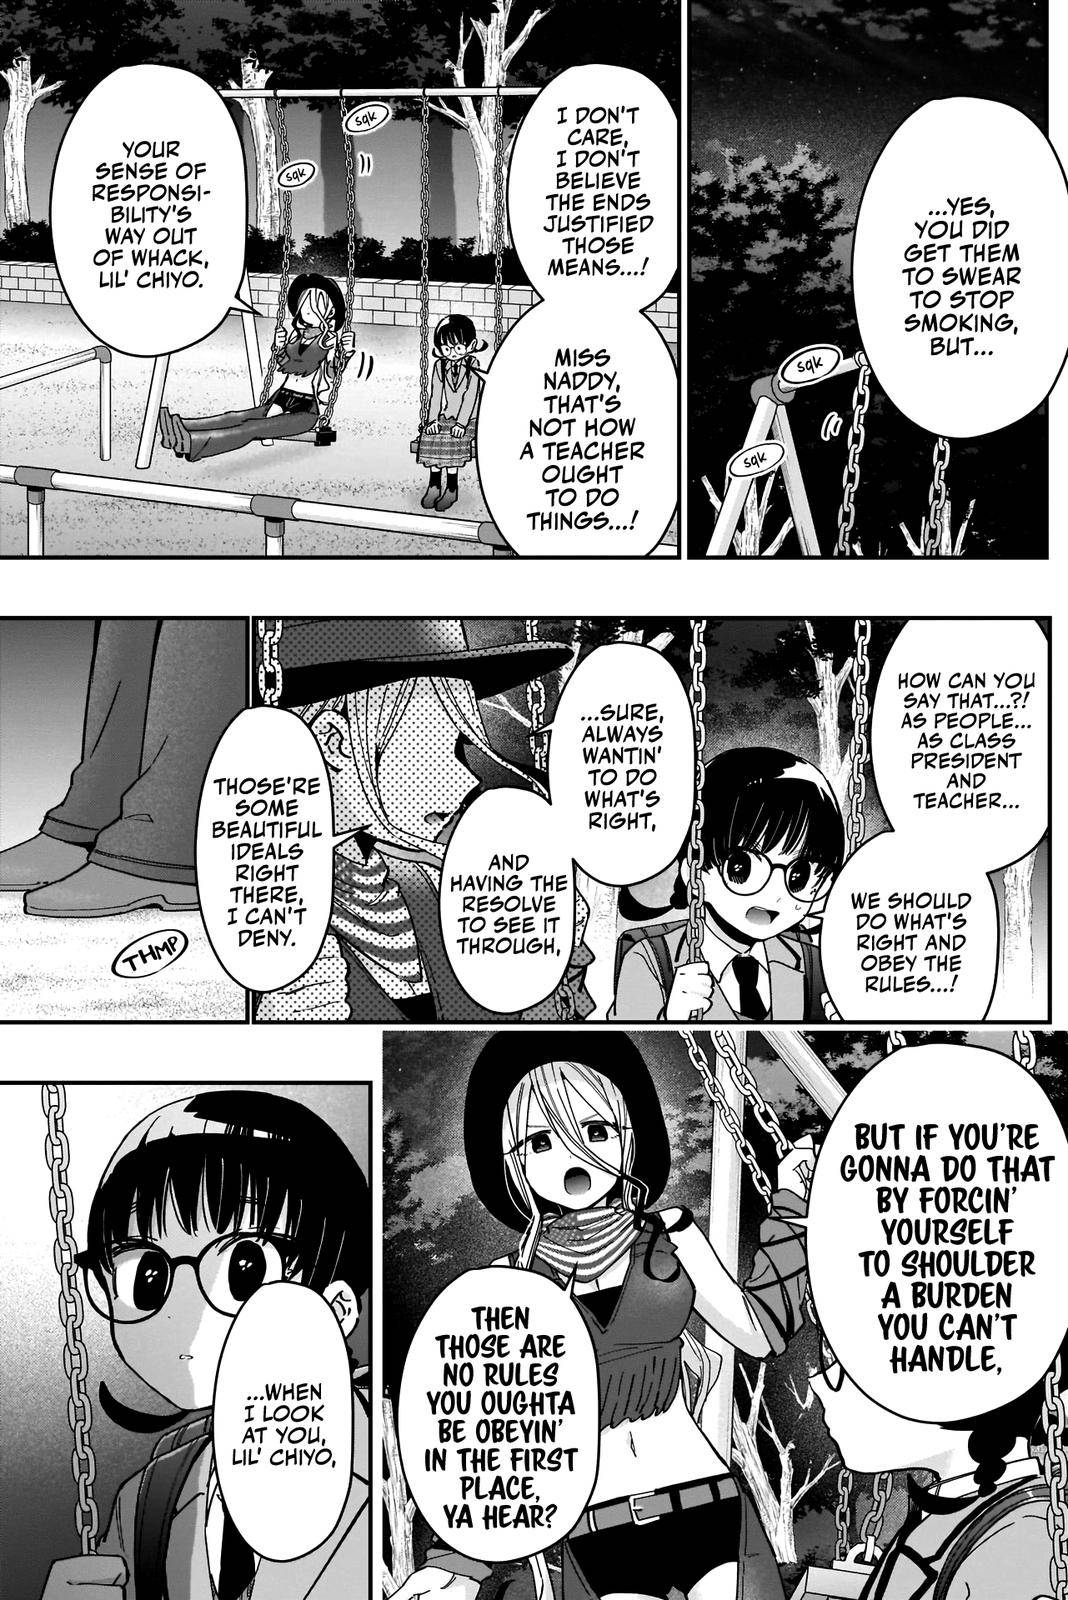 ...YES,
YOU DID
GET THEM
TO SWEAR
TO STOP
SMOKING,
BUT...
sqk
sqk
I DON'T
CARE,
I DON'T
BELIEVE
THE ENDS
JUSTIFIED
THOSE
MEANS...!
MISS
NADDY,
THAT'S
NOT HOW
A TEACHER
OUGHT
TO DO
THINGS...!
sqk
sqk
YOUR
SENSE OF
RESPONSI-
BILITY'S
WAY OUT
OF WHACK,
LIL' CHIYO.
HOW CAN YOU
SAY THAT...?!
AS PEOPLE...
AS CLASS
PRESIDENT
AND
TEACHER...
WE SHOULD
DO WHAT'S
RIGHT AND
OBEY THE
RULES...!
...SURE,
ALWAYS
WANTIN'
TO DO
WHAT'S
RIGHT,
AND
HAVING THE
RESOLVE
TO SEE IT
THROUGH,
THOSE'RE
SOME
BEAUTIFUL
IDEALS
RIGHT
THERE,
I CAN'T
DENY.
THMP
BUT IF YOU'RE
GONNA DO THAT
BY FORCIN'
YOURSELF
TO SHOULDER
A BURDEN
YOU CAN'T
HANDLE,
THEN
THOSE ARE
NO RULES
YOU OUGHTA
BE OBEYIN'
IN THE FIRST
PLACE,
YA HEAR?
...WHEN
I LOOK
AT YOU,
LIL' CHIYO,